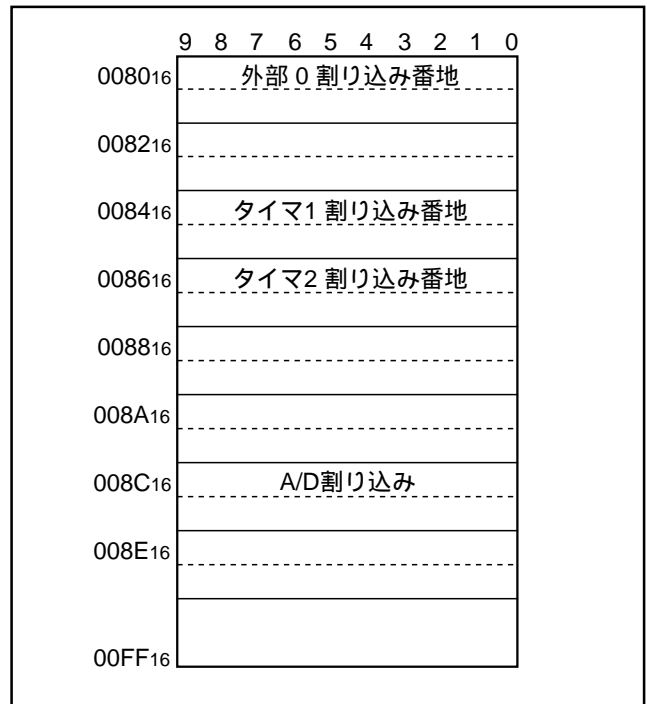 9 8 7 6 5 4 3 2 1 0
008016 外部 0 割り込み番地
008216
008416 タイマ1 割り込み番地
008616 タイマ2 割り込み番地
008816
008A16
008C16 A/D割り込み
008E16
00FF16